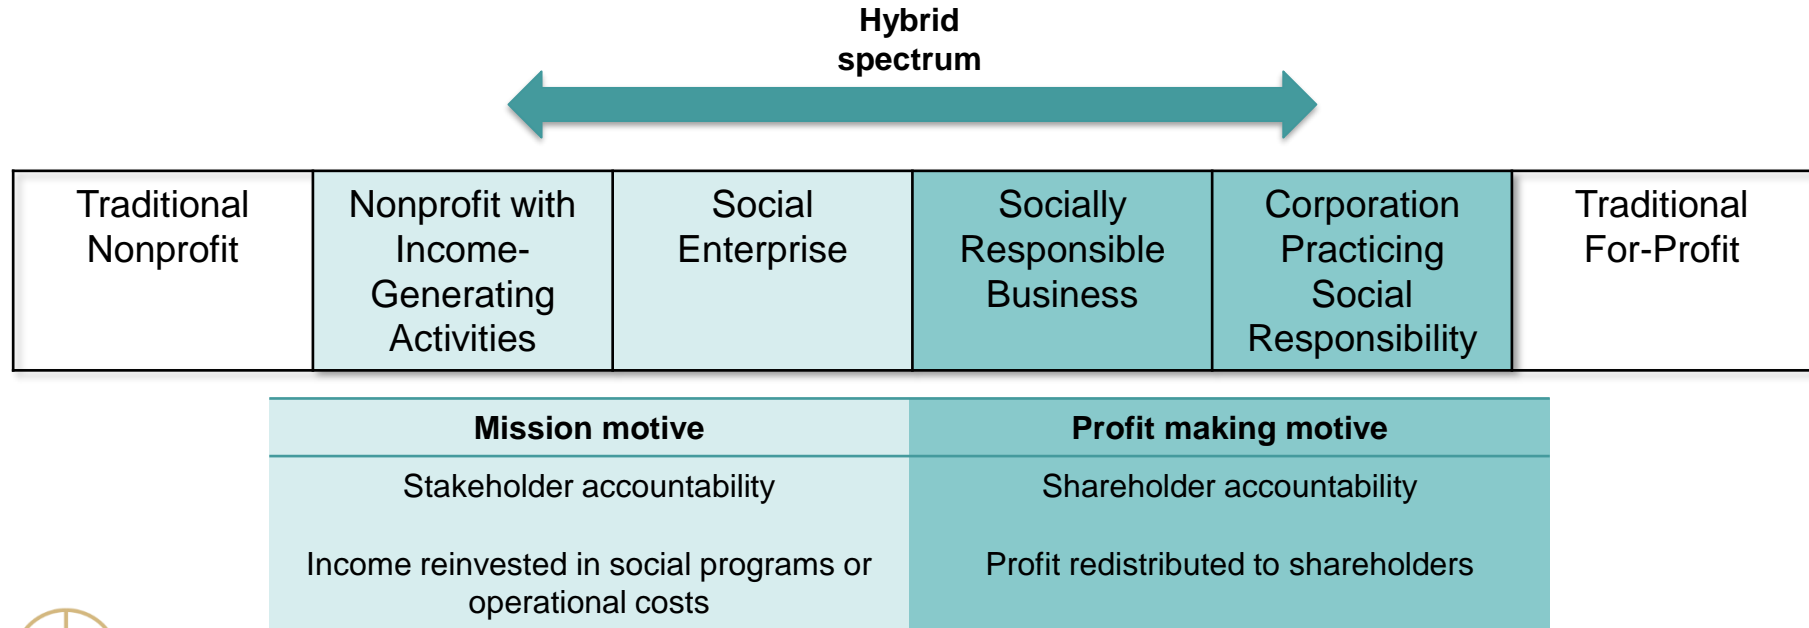 Hybrid
spectrum
Traditional
Nonprofit
Nonprofit with
Income-
Generating
Activities
Social
Enterprise
Socially
Responsible
Business
Corporation
Practicing
Social
Responsibility
Traditional
For-Profit
Mission motive
Profit making motive
Stakeholder accountability
Shareholder accountability
Income reinvested in social programs or
operational costs
Profit redistributed to shareholders